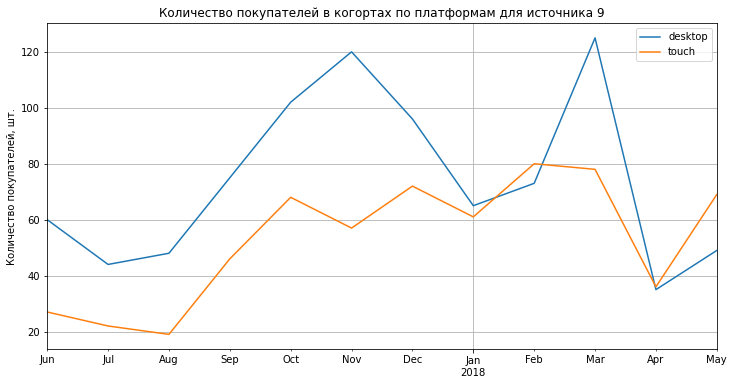 Количество покупателей в когортах по платформам для источника 9
desktop
touch
Количество покупателей, шт.
120
100
80
60
40
20
Jun Jul Aug Sep Oct Nov Dec Jan Feb Mar Apr May
2018